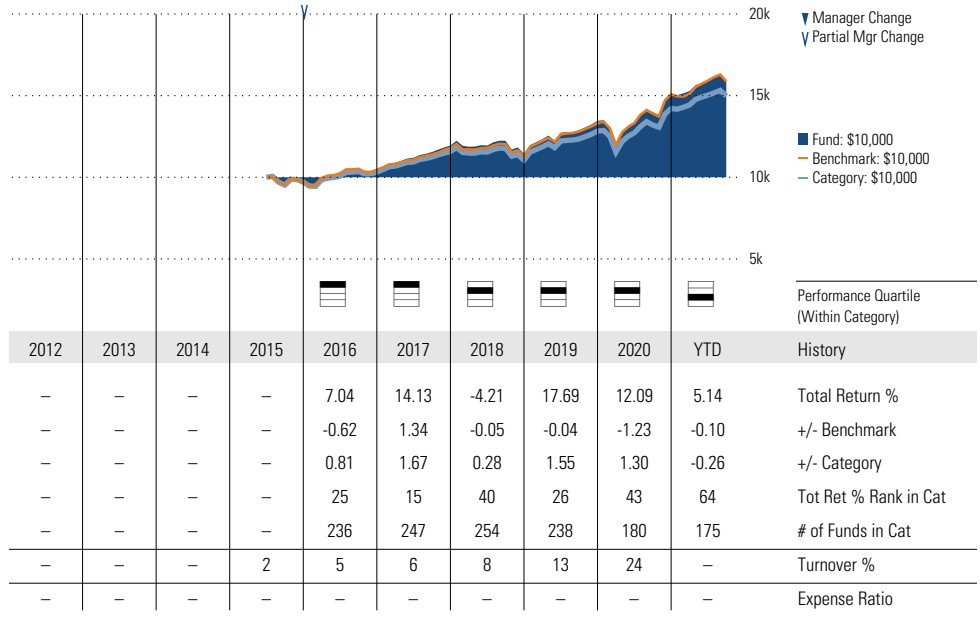 20k
▼ Manager Change
Partial Mgr Change
15k
Fund: $10,000
Benchmark: $10,000
Category: $10,000
10k
5k
Performance Quartile
(Within Category)
2012 2013 2014 2015 2016 2017 2018 2019 2020 YTD History
– – – – 7.04 14.13 -4.21 17.69 12.09 5.14 Total Return %
– – – – -0.62 1.34 -0.05 -0.04 -1.23 -0.10 +/- Benchmark
– – – – 0.81 1.67 0.28 1.55 1.30 -0.26 +/- Category
– – – – 25 15 40 26 43 64 Tot Ret % Rank in Cat
– – – – 236 247 254 238 180 175 # of Funds in Cat
– – – 2 5 6 8 13 24 – Turnover %
– – – – – – – – – – Expense Ratio